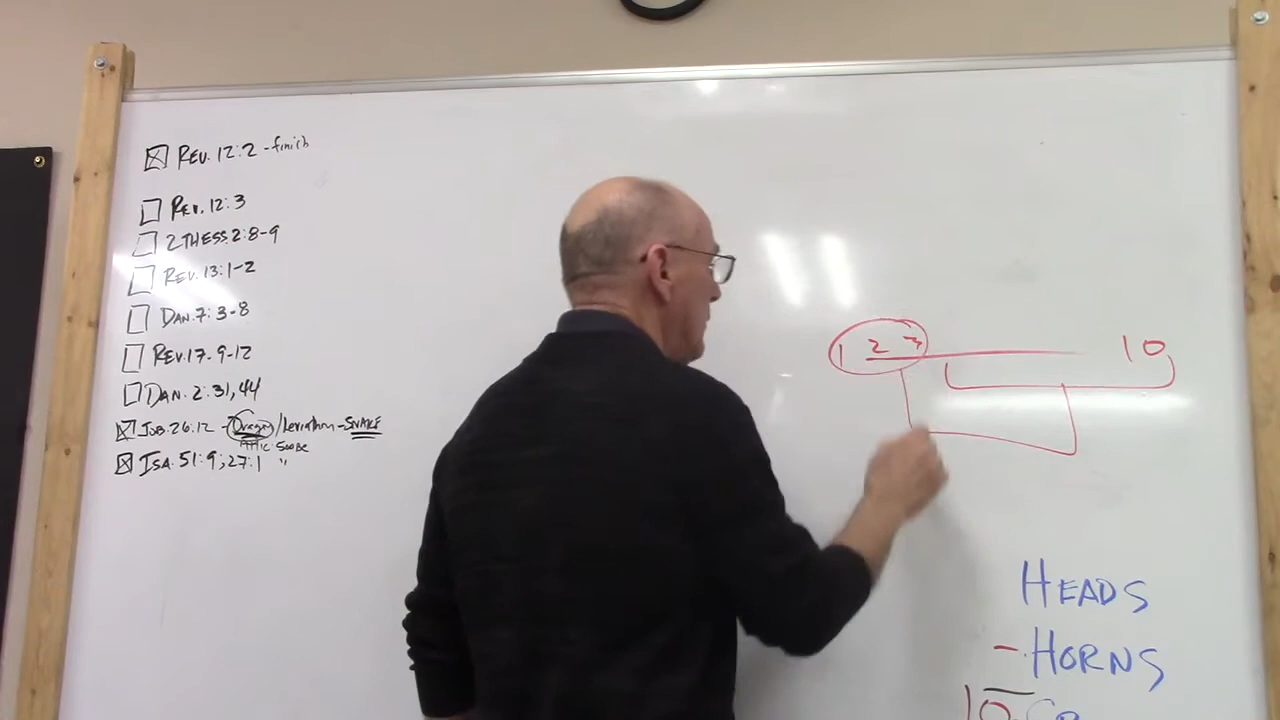 REV. 12:2 - finish
REV. 12:3
2 THESS 2:8-9
REV. 13:1-2
DAN. 7:3-8
REV. 17:9-12
DAN. 2:31,44
JOB. 26:12 - Dragon/Leviathan - SNAKE
ISA. 51:9; 27:1 "
1 2 3 10
HEADS
- HORNS
10